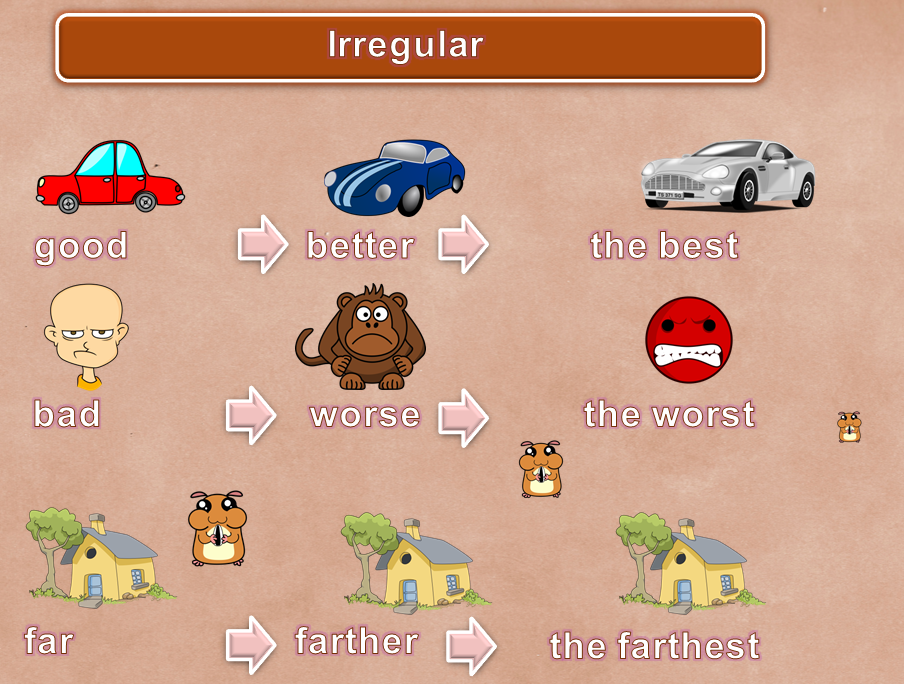 Irregular
good better the best
bad worse the worst
far farther the farthest